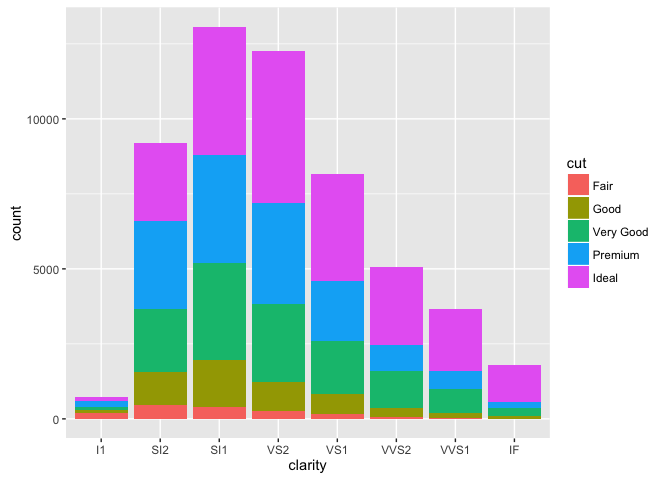 10000
5000
0
count
I1 SI2 SI1 VS2 VS1 VVS2 VVS1 IF
clarity
cut
Fair
Good
Very Good
Premium
Ideal